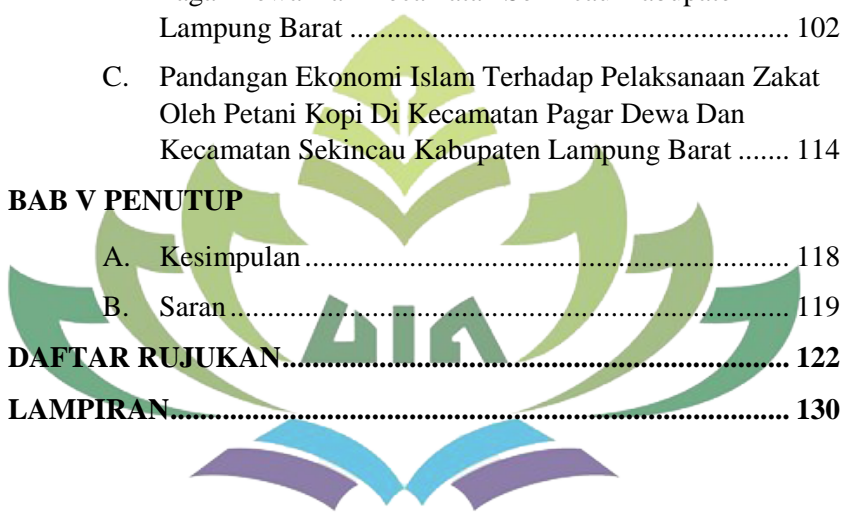 Lampung Barat ........................................................... 102
C. Pandangan Ekonomi Islam Terhadap Pelaksanaan Zakat
Oleh Petani Kopi Di Kecamatan Pagar Dewa Dan
Kecamatan Sekincau Kabupaten Lampung Barat ....... 114
BAB V PENUTUP
A. Kesimpulan ................................................................. 118
B. Saran ........................................................................... 119
DAFTAR RUJUKAN.................................................................... 122
LAMPIRAN................................................................................... 130